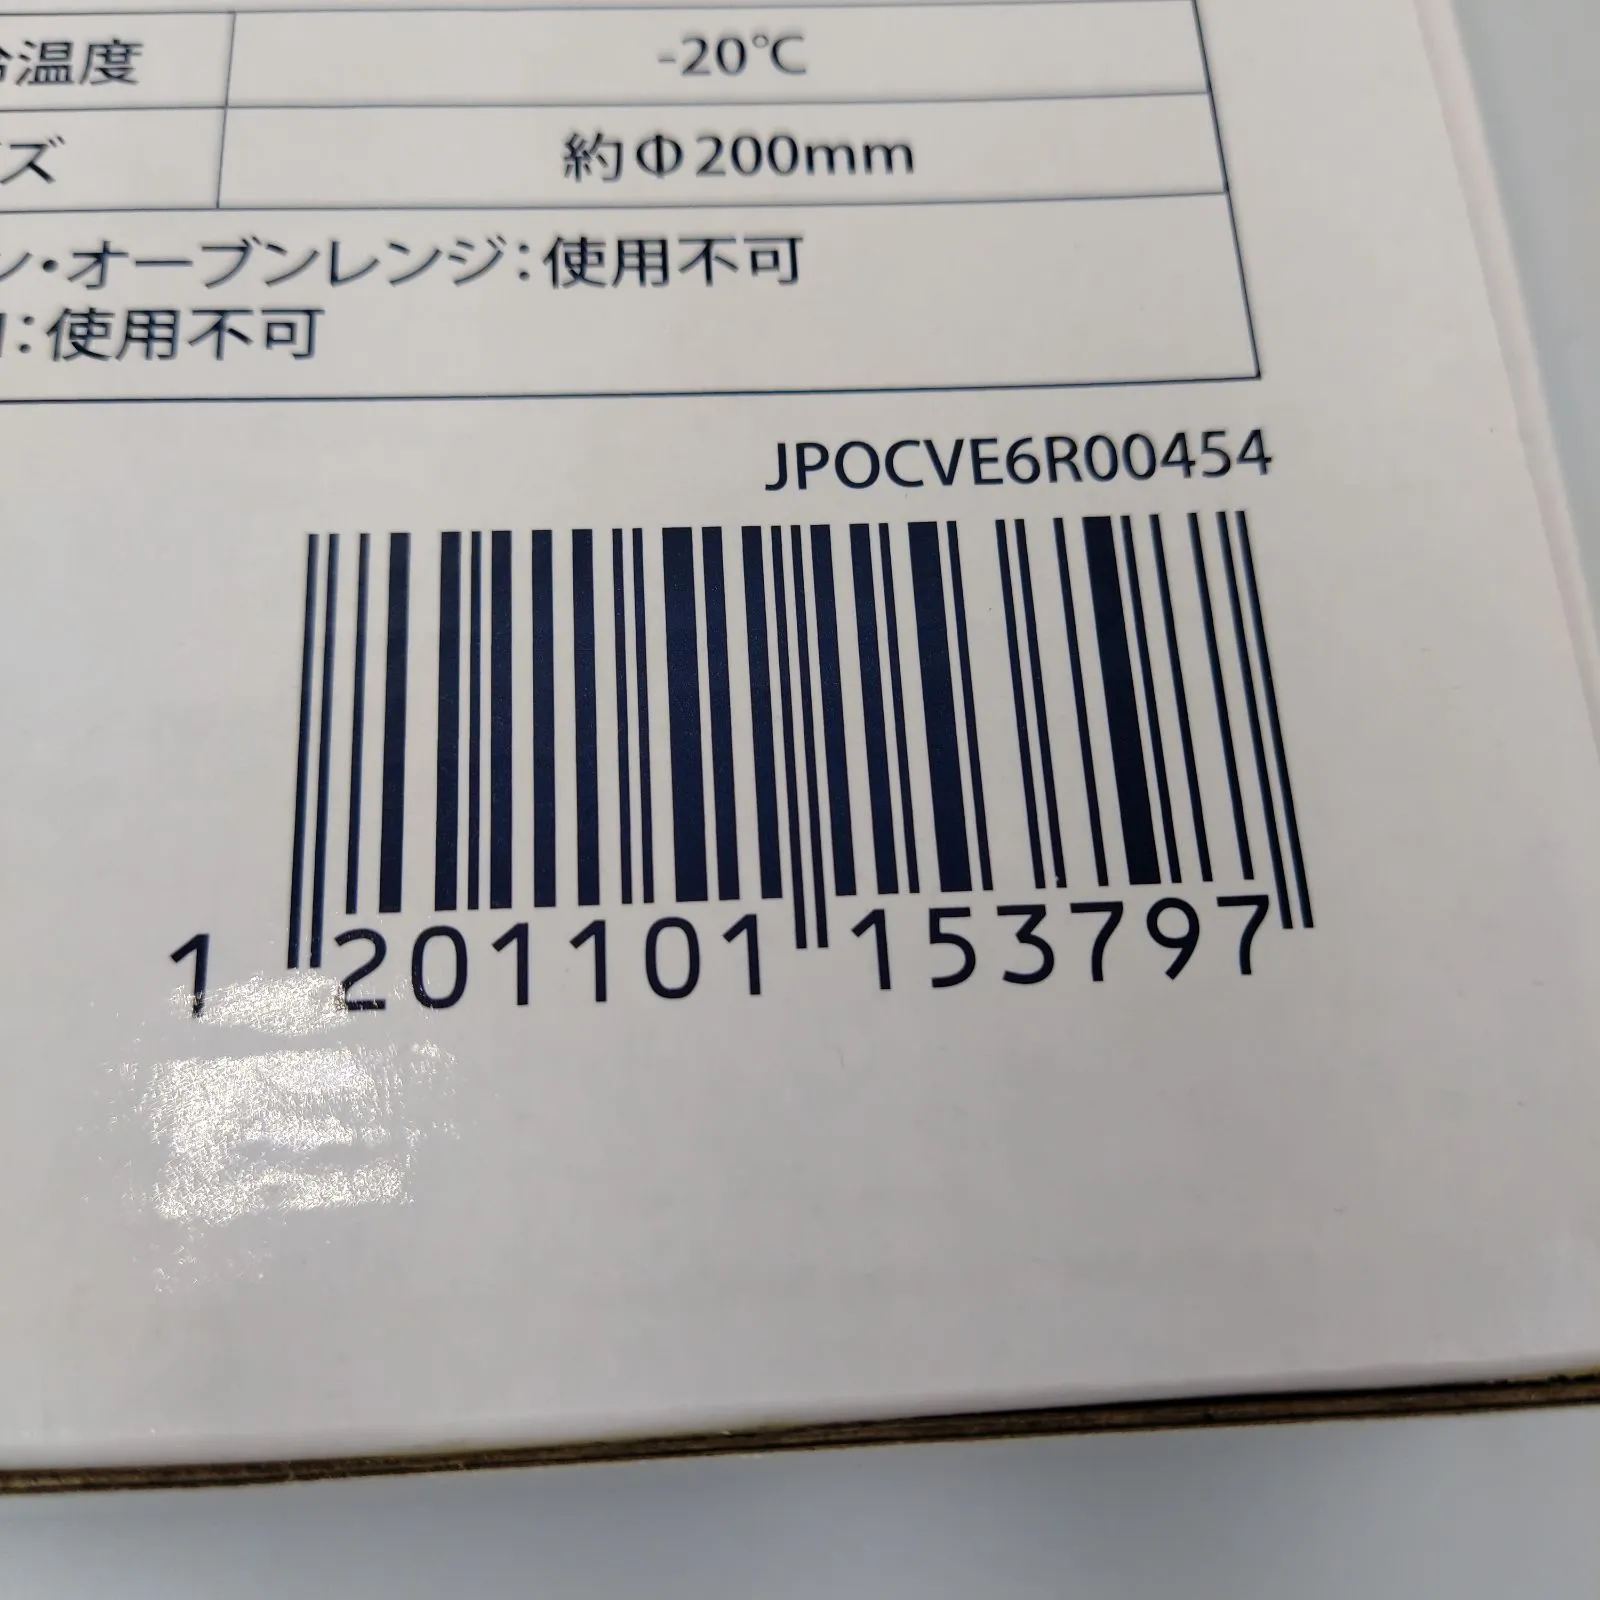 温度 -20℃
ズ 約Φ200mm
ン・オーブンレンジ：使用不可
：使用不可
JPOCVE6R00454
1 201101 153797